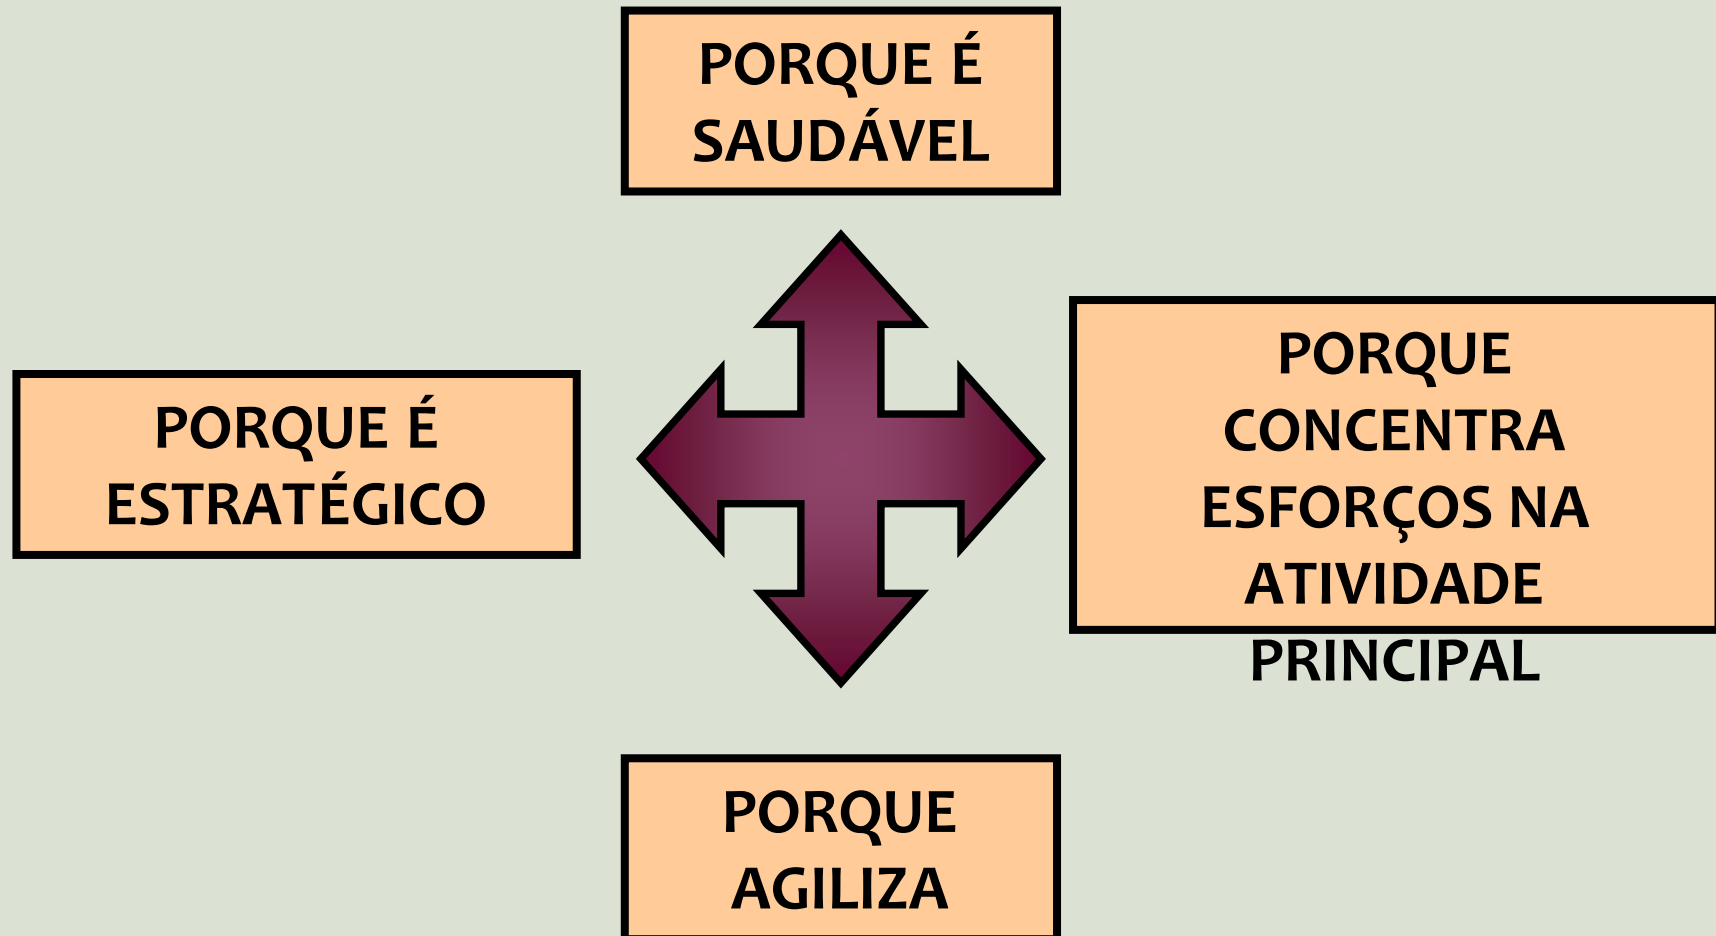 PORQUE É
SAUDÁVEL
PORQUE É
ESTRATÉGICO
PORQUE
CONCENTRA
ESFORÇOS NA
ATIVIDADE
PRINCIPAL
PORQUE
AGILIZA